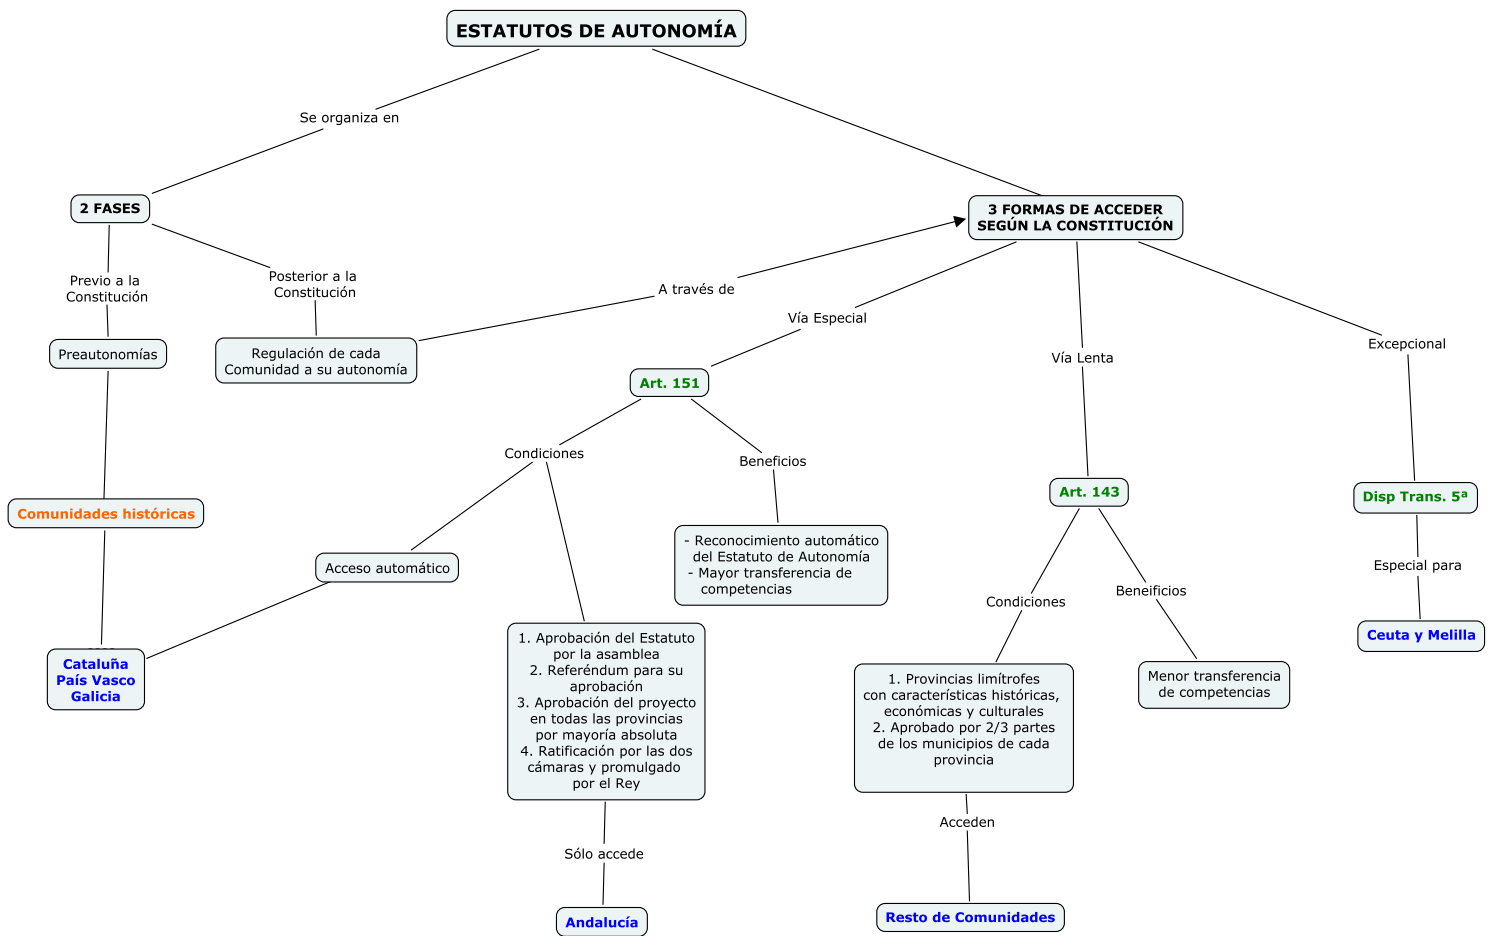 ESTATUTOS DE AUTONOMÍA
Se organiza en
2 FASES
3 FORMAS DE ACCEDER
SEGÚN LA CONSTITUCIÓN
Previo a la
Constitución
Posterior a la
Constitución
A través de
Vía Especial
Vía Lenta
Excepcional
Preautonomías
Regulación de cada
Comunidad a su autonomía
Art. 151
Condiciones
Beneficios
Art. 143
Disp Trans. 5ª
Comunidades históricas
- Reconocimiento automático
del Estatuto de Autonomía
- Mayor transferencia de
competencias
Acceso automático
Especial para
Condiciones
Beneificios
Ceuta y Melilla
Cataluña
País Vasco
Galicia
1. Aprobación del Estatuto
por la asamblea
2. Referéndum para su
aprobación
3. Aprobación del proyecto
en todas las provincias
por mayoría absoluta
4. Ratificación por las dos
cámaras y promulgado
por el Rey
1. Provincias limítrofes
con características históricas,
económicas y culturales
2. Aprobado por 2/3 partes
de los municipios de cada
provincia
Menor transferencia
de competencias
Sólo accede
Acceden
Andalucía
Resto de Comunidades